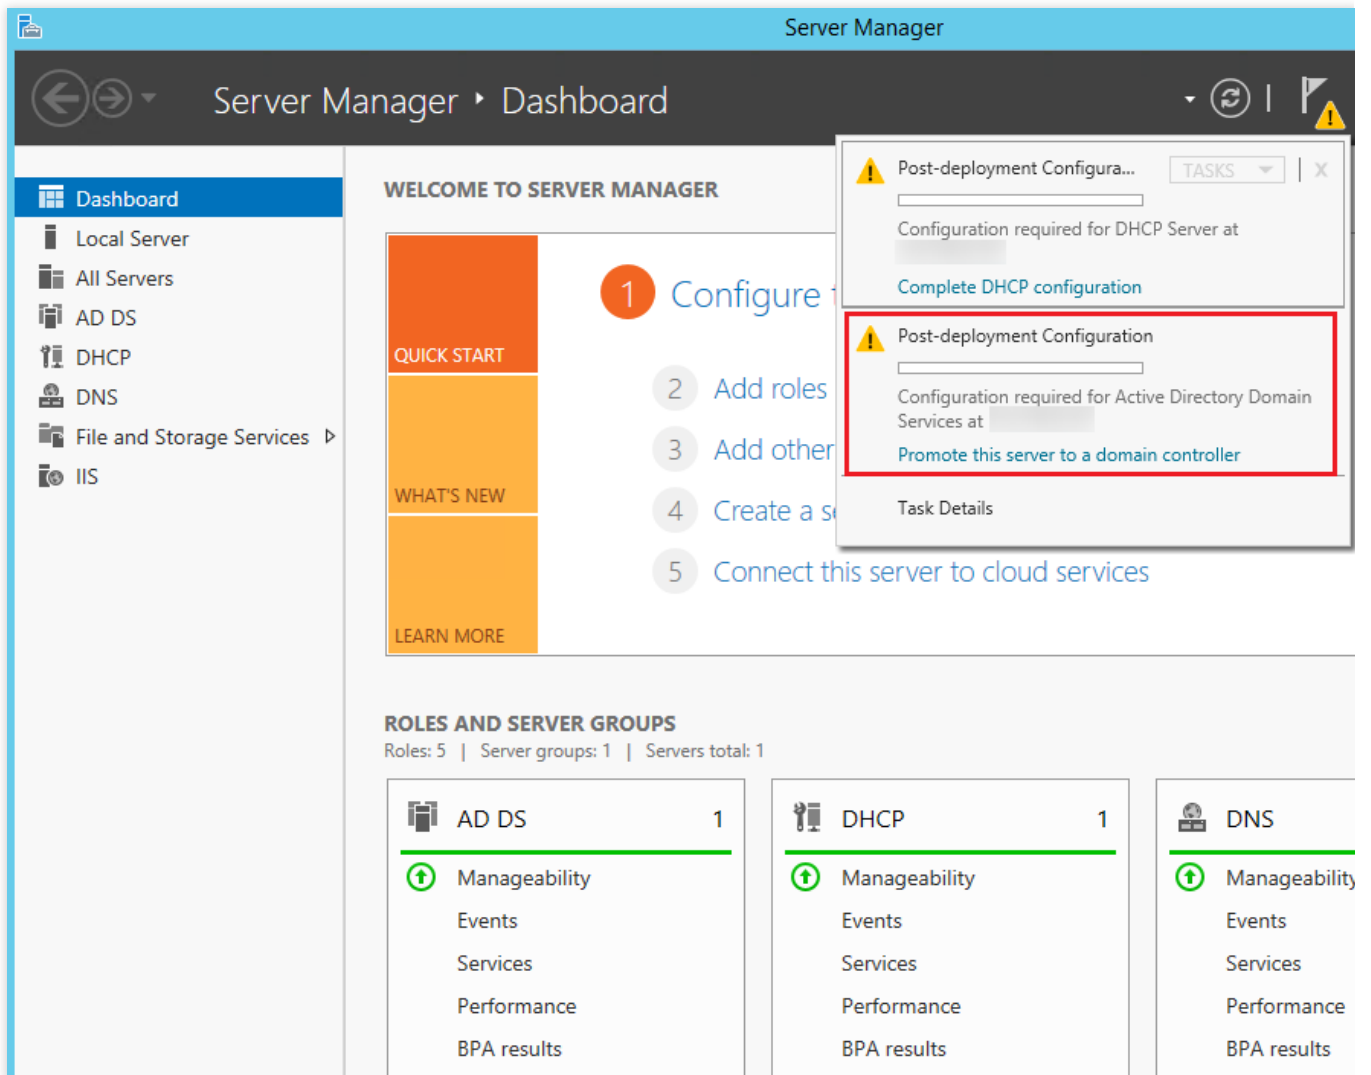 Server Manager
Server Manager ‣ Dashboard
Dashboard
Local Server
All Servers
AD DS
DHCP
DNS
File and Storage Services
IIS
WELCOME TO SERVER MANAGER
QUICK START
WHAT'S NEW
LEARN MORE
1 Configure
2 Add roles
3 Add other
4 Create a
5 Connect this server to cloud services
Post-deployment Configura...
TASKS
X
Configuration required for DHCP Server at
Complete DHCP configuration
Post-deployment Configuration
Configuration required for Active Directory Domain
Services at
Promote this server to a domain controller
Task Details
ROLES AND SERVER GROUPS
Roles: 5 | Server groups: 1 | Servers total: 1
AD DS 1
Manageability
Events
Services
Performance
BPA results
DHCP 1
Manageability
Events
Services
Performance
BPA results
DNS
Manageability
Events
Services
Performance
BPA results